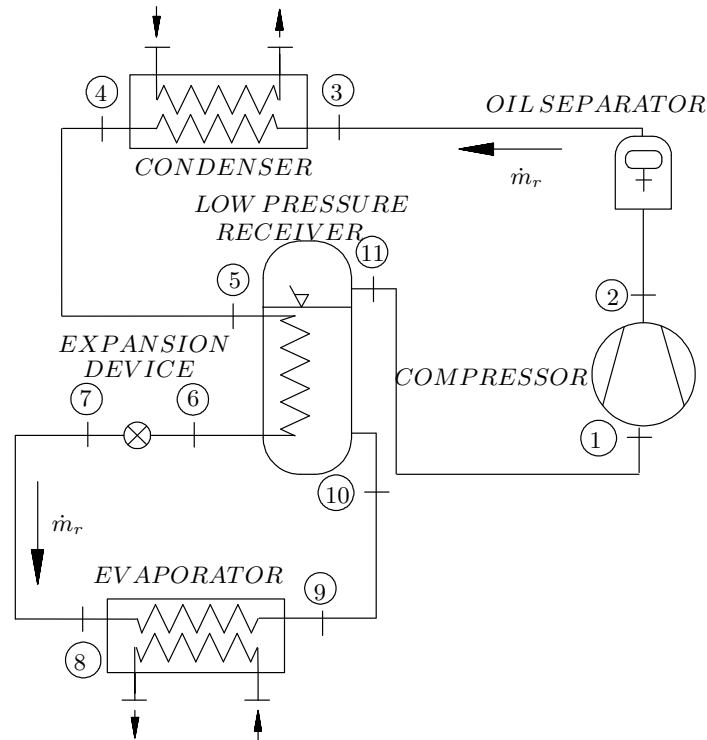 4
3
OIL SEPARATOR
CONDENSER
ṁr
LOW PRESSURE
RECEIVER
11
5
2
EXPANSION
DEVICE
COMPRESSOR
7
6
1
10
ṁr
EVAPORATOR
9
8